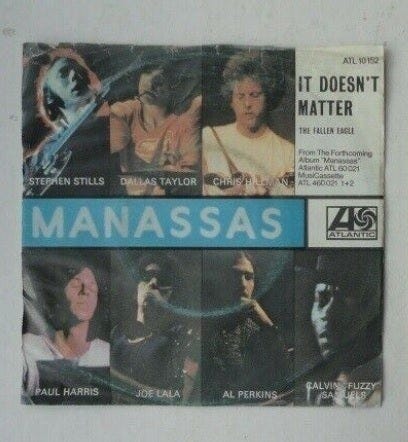 ATL 10152
IT DOESN'T
MATTER
THE FALLEN EAGLE
From The Forthcoming
Album "Manassas"
Atlantic ATL 60 021
MusiCassette
ATL 460 021 1+2
STEPHEN STILLS
DALLAS TAYLOR
CHRIS HILLMAN
MANASSAS
ATLANTIC
PAUL HARRIS
JOE LALA
AL PERKINS
CALVIN "FUZZY"
SAMUELS